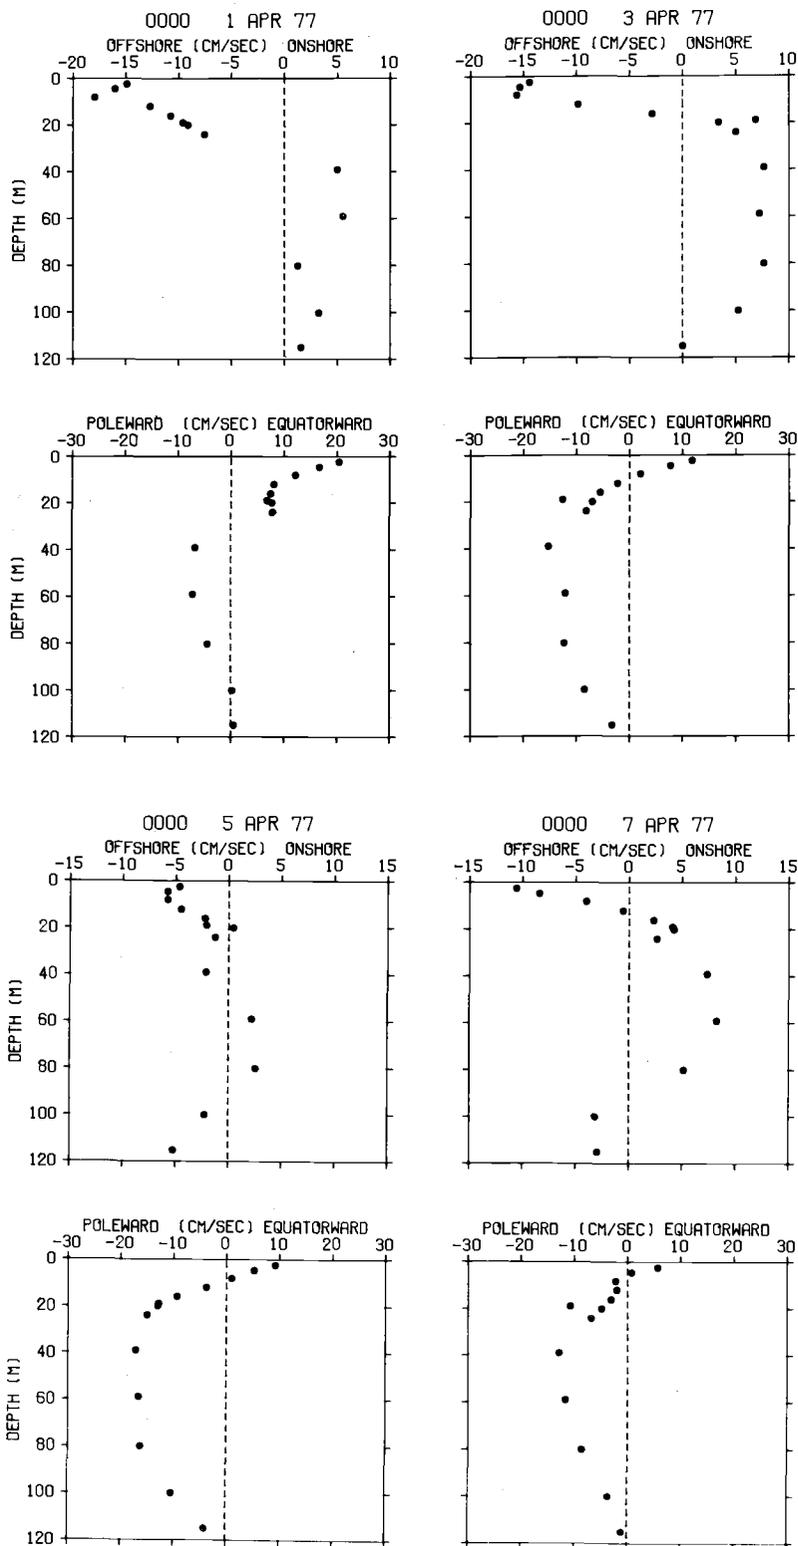 0000 1 APR 77
OFFSHORE (CM/SEC) ONSHORE
-20 -15 -10 -5 0 5 10
0
20
40
60
80
100
120
DEPTH (M)
0000 3 APR 77
OFFSHORE (CM/SEC) ONSHORE
-20 -15 -10 -5 0 5 10
POLEWARD (CM/SEC) EQUATORWARD
-30 -20 -10 0 10 20 30
0
20
40
60
80
100
120
DEPTH (M)
POLEWARD (CM/SEC) EQUATORWARD
-30 -20 -10 0 10 20 30
0000 5 APR 77
OFFSHORE (CM/SEC) ONSHORE
-15 -10 -5 0 5 10 15
0
20
40
60
80
100
120
DEPTH (M)
0000 7 APR 77
OFFSHORE (CM/SEC) ONSHORE
-15 -10 -5 0 5 10 15
POLEWARD (CM/SEC) EQUATORWARD
-30 -20 -10 0 10 20 30
0
20
40
60
80
100
120
DEPTH (M)
POLEWARD (CM/SEC) EQUATORWARD
-30 -20 -10 0 10 20 30